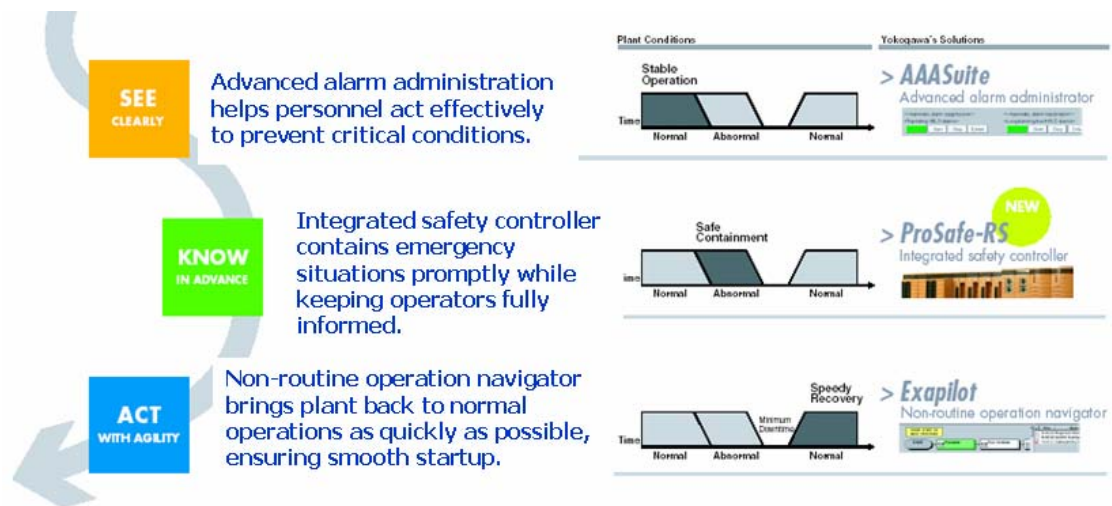 Plant Conditions
Yokogawa's Solutions
SEE
CLEARLY
Advanced alarm administration
helps personnel act effectively
to prevent critical conditions.
Stable
Operation
Time
Normal
Abnormal
Normal
> AAASuite
Advanced alarm administrator
KNOW
IN ADVANCE
Integrated safety controller
contains emergency
situations promptly while
keeping operators fully
informed.
Safe
Containment
ime
Normal
Abnormal
Normal
NEW
> ProSafe-RS
Integrated safety controller
ACT
WITH AGILITY
Non-routine operation navigator
brings plant back to normal
operations as quickly as possible,
ensuring smooth startup.
Speedy
Recovery
Minimum
Downtime
Time
Normal
Abnormal
Normal
> Exapilot
Non-routine operation navigator